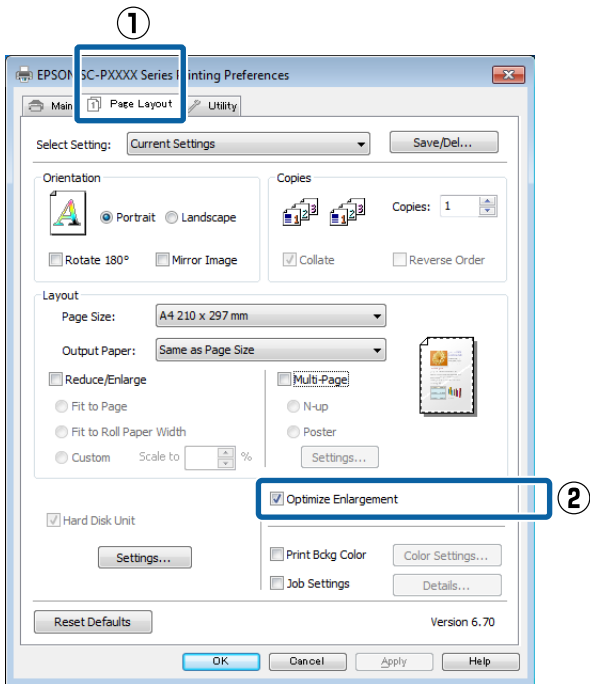 ①
EPSON SC-PXXXX Series Printing Preferences
Main Page Layout Utility
Select Setting: Current Settings Save/Del...
Orientation
Portrait Landscape
Rotate 180° Mirror Image
Copies
Copies: 1
Collate Reverse Order
Layout
Page Size: A4 210 x 297 mm
Output Paper: Same as Page Size
Reduce/Enlarge
Fit to Page
Fit to Roll Paper Width
Custom Scale to %
Multi-Page
N-up
Poster
Settings...
Optimize Enlargement ②
Hard Disk Unit
Settings...
Print Bckg Color Color Settings...
Job Settings Details...
Reset Defaults Version 6.70
OK Cancel Apply Help